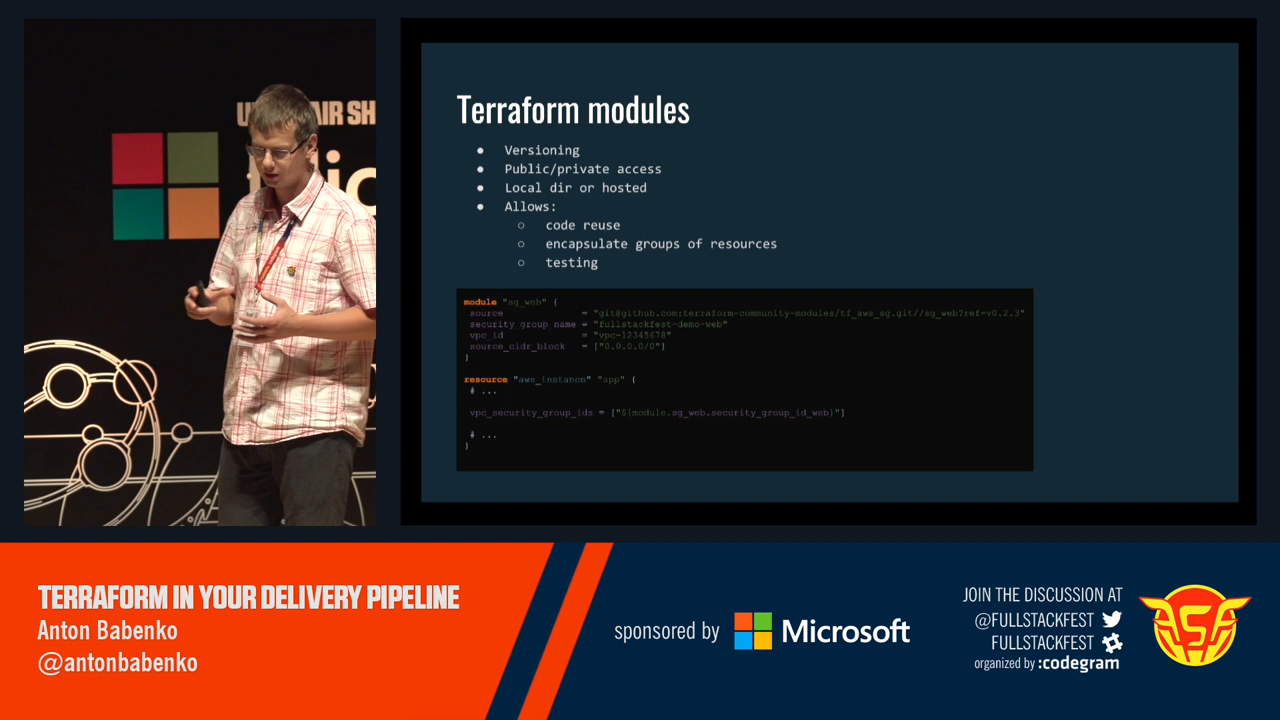 Terraform modules
● Versioning
● Public/private access
● Local dir or hosted
● Allows:
○ code reuse
○ encapsulate groups of resources
○ testing
module "sg_web" {
source = "git@github.com:terraform-community-modules/tf_aws_sg.git//sg_web?ref=v0.2.3"
security_group_name = "fullstackfest-demo-web"
vpc_id = "vpc-12345678"
source_cidr_block = ["0.0.0.0/0"]
}
resource "aws_instance" "app" {
# ...
vpc_security_group_ids = ["${module.sg_web.security_group_id_web}"]
# ...
}
TERRAFORM IN YOUR DELIVERY PIPELINE
Anton Babenko
@antonbabenko
sponsored by Microsoft
JOIN THE DISCUSSION AT
@FULLSTACKFEST
FULLSTACKFEST
organized by :codegram
FSF